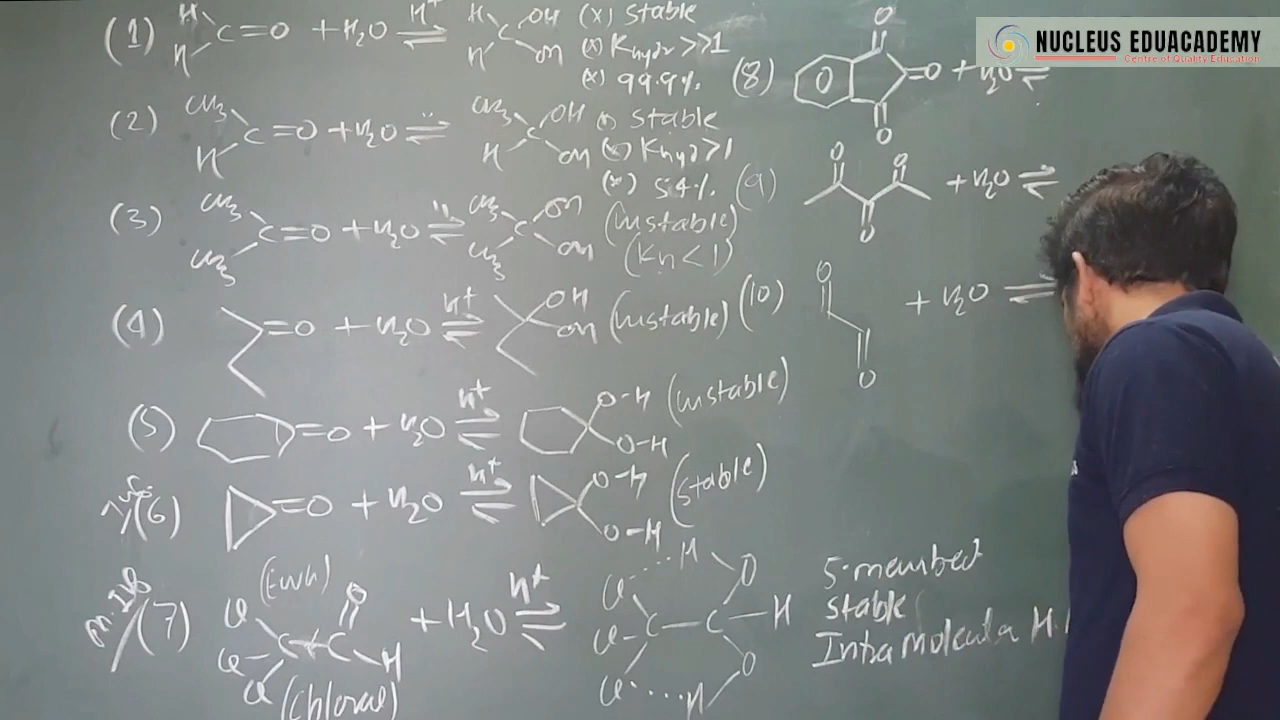 NUCLEUS EDUACADEMY
Centre of Quality Education
(1) H H C=O + H2O ⇌ H+ H H C OH OH (x) Stable
(x) Khydr >>1
(x) 99.9%
(2) CH3 H C=O + H2O ⇌ CH3 H C OH OH stable
(x) Khyd >1
(x) 54%
(3) CH3 CH3 C=O + H2O ⇌ CH3 CH3 C OH OH (unstable)
(KH < 1)
(4) =O + H2O ⇌ H+ OH OH (unstable)
(5) =O + H2O ⇌ H+ O-H O-H (unstable)
(6) =O + H2O ⇌ H+ O-H O-H (Stable)
(7) Cl Cl Cl C-C O H + H2O ⇌ H+ Cl Cl Cl C-C H O O H H
(Chloral)
5-membed
stable
Intramolecular H.
(8) O =O O + H2O ⇌
(9) O O O + H2O ⇌
(10) O O + H2O ⇌